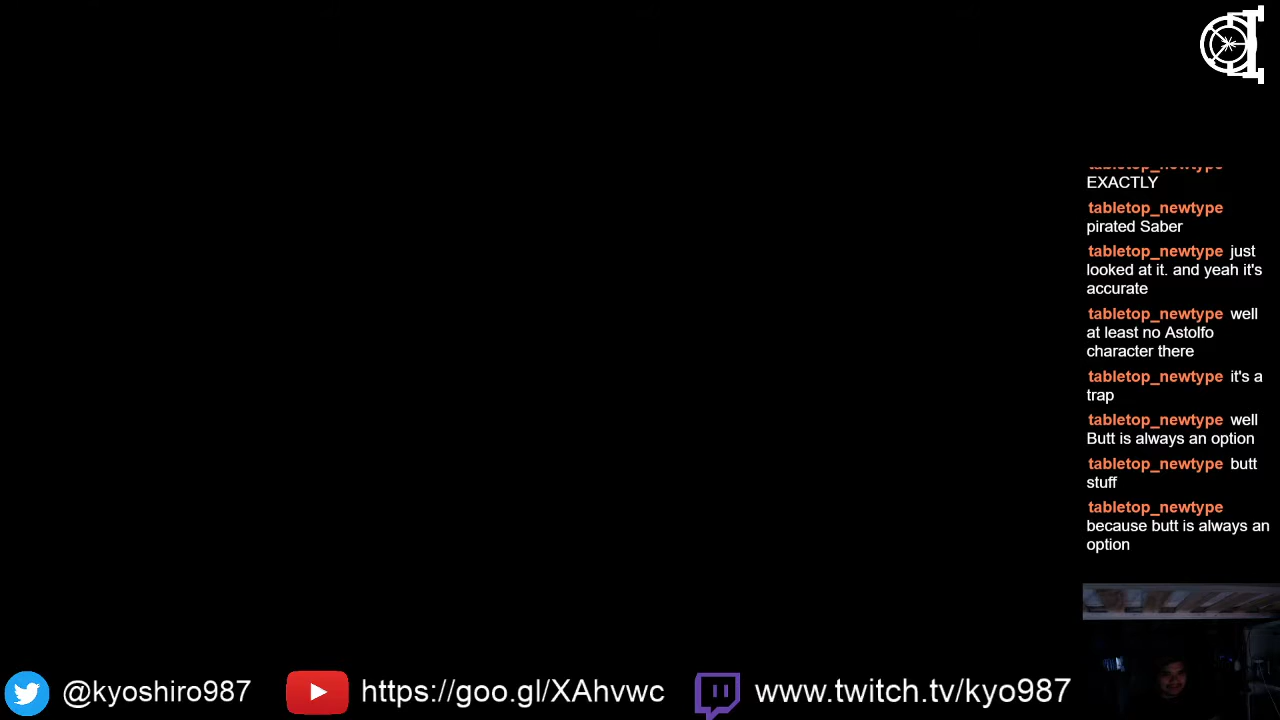 tabletop_newtype
EXACTLY
tabletop_newtype
pirated Saber
tabletop_newtype just
looked at it. and yeah it's
accurate
tabletop_newtype well
at least no Astolfo
character there
tabletop_newtype it's a
trap
tabletop_newtype well
Butt is always an option
tabletop_newtype butt
stuff
tabletop_newtype
because butt is always an
option
@kyoshiro987 https://goo.gl/XAhvwc www.twitch.tv/kyo987